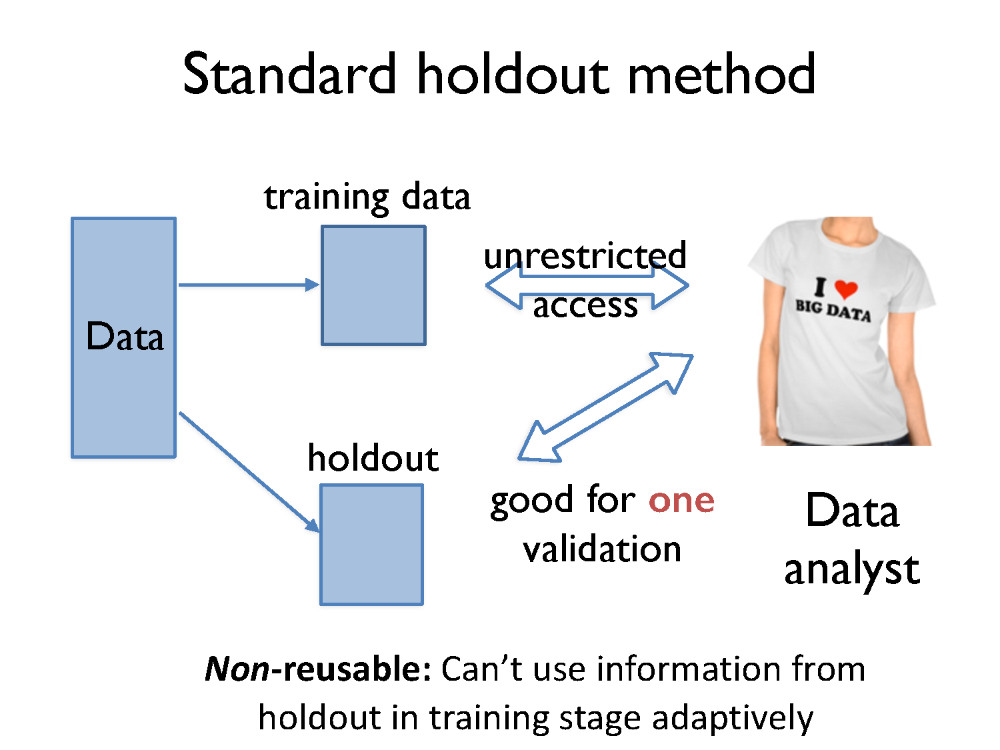 Standard holdout method
training data
unrestricted
access
I ♥
BIG DATA
Data
holdout
good for one
validation
Data
analyst
Non-reusable: Can’t use information from
holdout in training stage adaptively